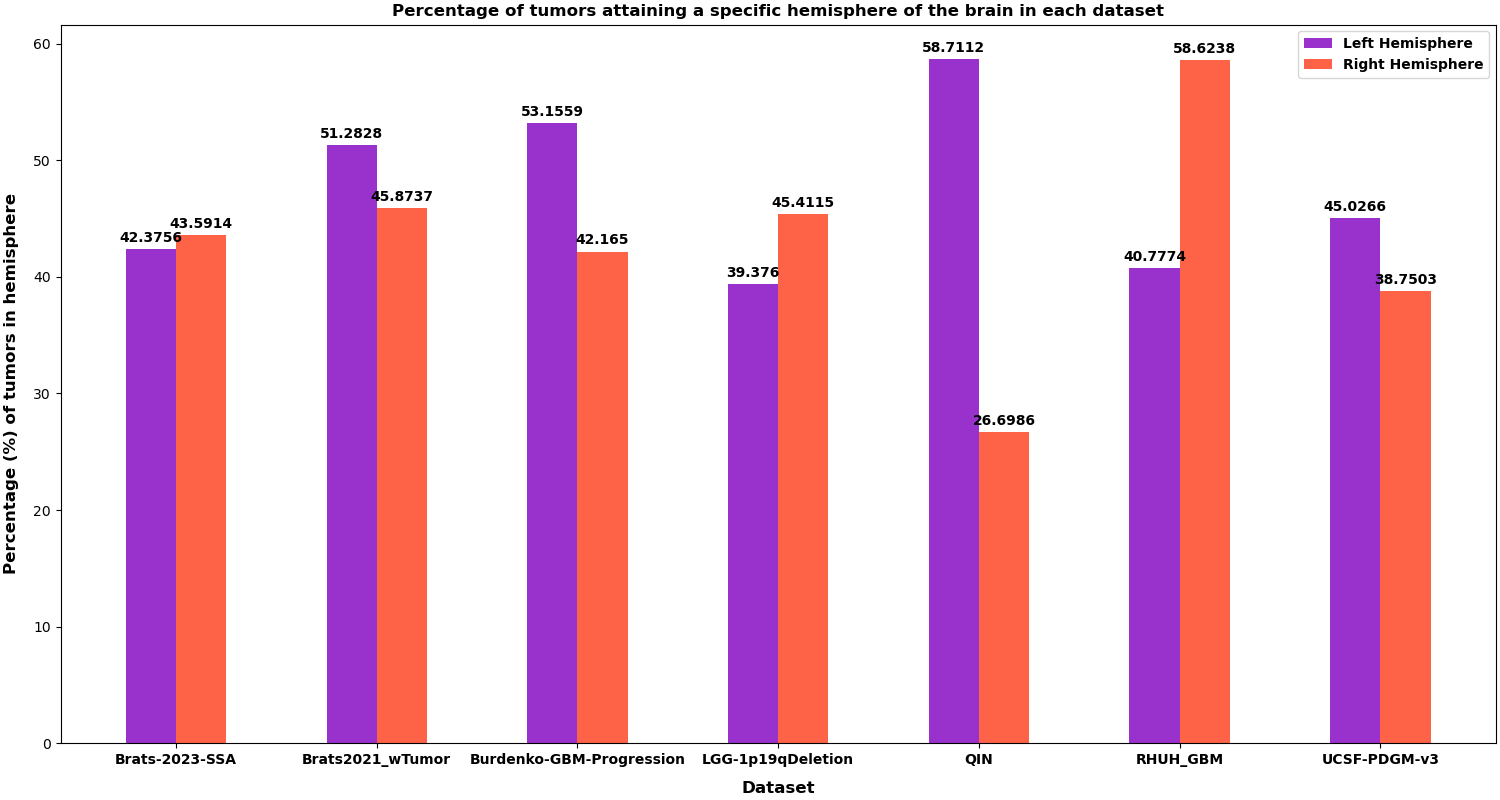 Percentage of tumors attaining a specific hemisphere of the brain in each dataset
Left Hemisphere
Right Hemisphere
Percentage (%) of tumors in hemisphere
60
50
40
30
20
10
0
42.3756
43.5914
51.2828
45.8737
53.1559
42.165
39.376
45.4115
58.7112
26.6986
40.7774
58.6238
45.0266
38.7503
Brats-2023-SSA
Brats2021_wTumor
Burdenko-GBM-Progression
LGG-1p19qDeletion
QIN
RHUH_GBM
UCSF-PDGM-v3
Dataset